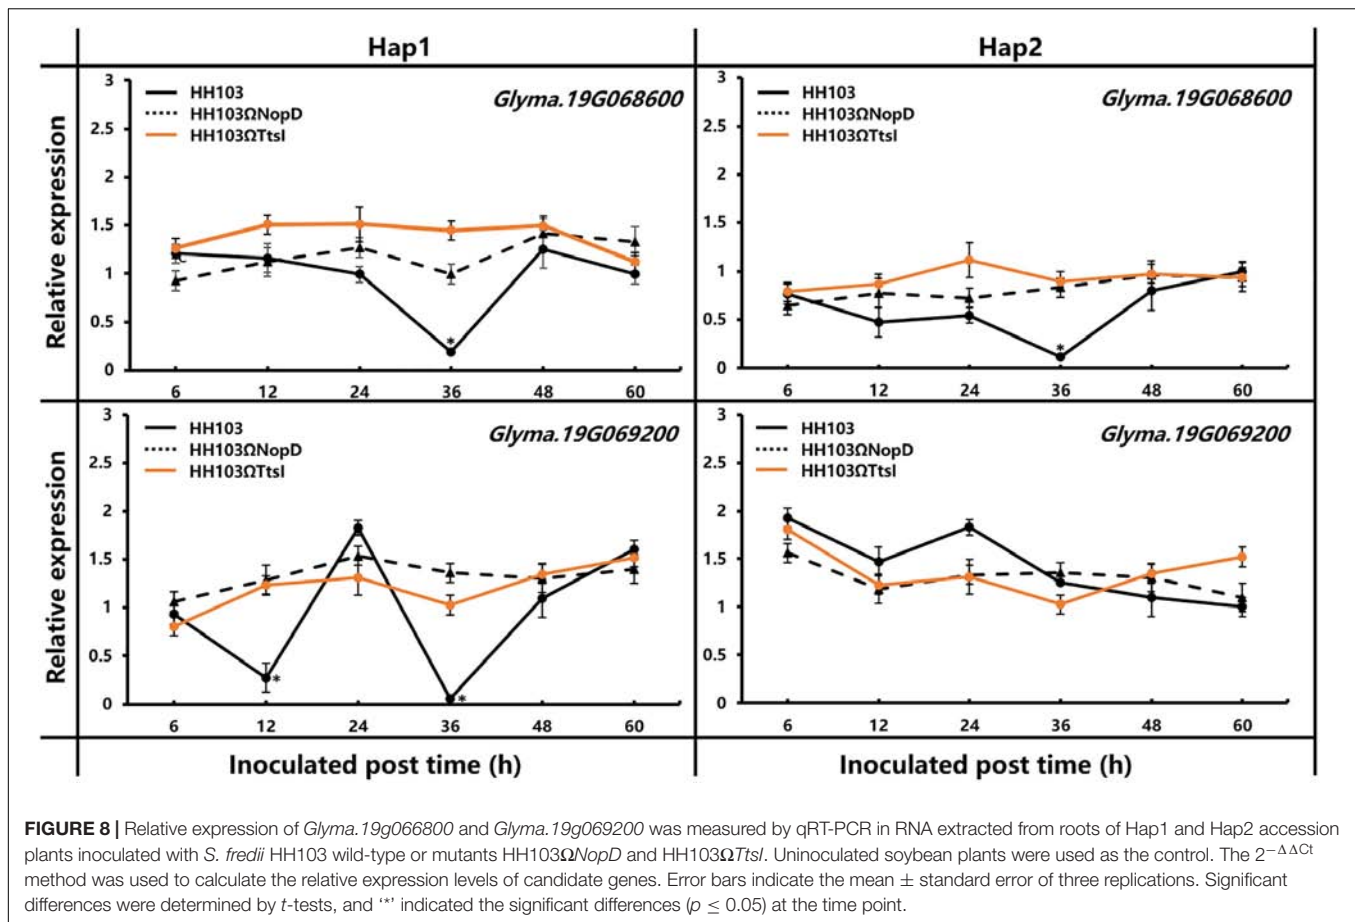 Hap1
Hap2
3
2.5
2
1.5
1
0.5
0
HH103
HH103ΩNopD
HH103ΩTtsI
Glyma.19G068600
Relative expression
6 12 24 36 48 60
*
3
2.5
2
1.5
1
0.5
0
HH103
HH103ΩNopD
HH103ΩTtsI
Glyma.19G068600
6 12 24 36 48 60
*
3
2.5
2
1.5
1
0.5
0
HH103
HH103ΩNopD
HH103ΩTtsI
Glyma.19G069200
Relative expression
6 12 24 36 48 60
* *
Inoculated post time (h)
3
2.5
2
1.5
1
0.5
0
HH103
HH103ΩNopD
HH103ΩTtsI
Glyma.19G069200
6 12 24 36 48 60
Inoculated post time (h)
FIGURE 8 | Relative expression of Glyma.19g066800 and Glyma.19g069200 was measured by qRT-PCR in RNA extracted from roots of Hap1 and Hap2 accession
plants inoculated with S. fredii HH103 wild-type or mutants HH103ΩNopD and HH103ΩTtsI. Uninoculated soybean plants were used as the control. The 2−ΔΔCt
method was used to calculate the relative expression levels of candidate genes. Error bars indicate the mean ± standard error of three replications. Significant
differences were determined by t-tests, and ‘*’ indicated the significant differences (p ≤ 0.05) at the time point.